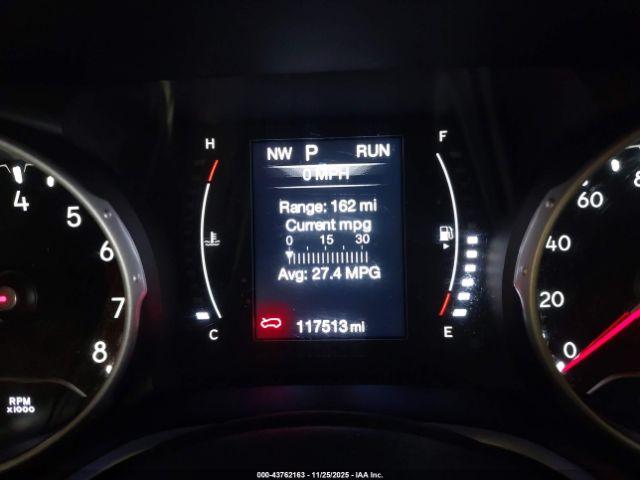 H
F
NW P RUN
0 MPH
Range: 162 mi
Current mpg
0 15 30
Avg: 27.4 MPG
117513 mi
C
E
4
5
6
7
8
RPM
x1000
80
60
40
20
0
000-43762163 - 11/25/2025 - IAA Inc.